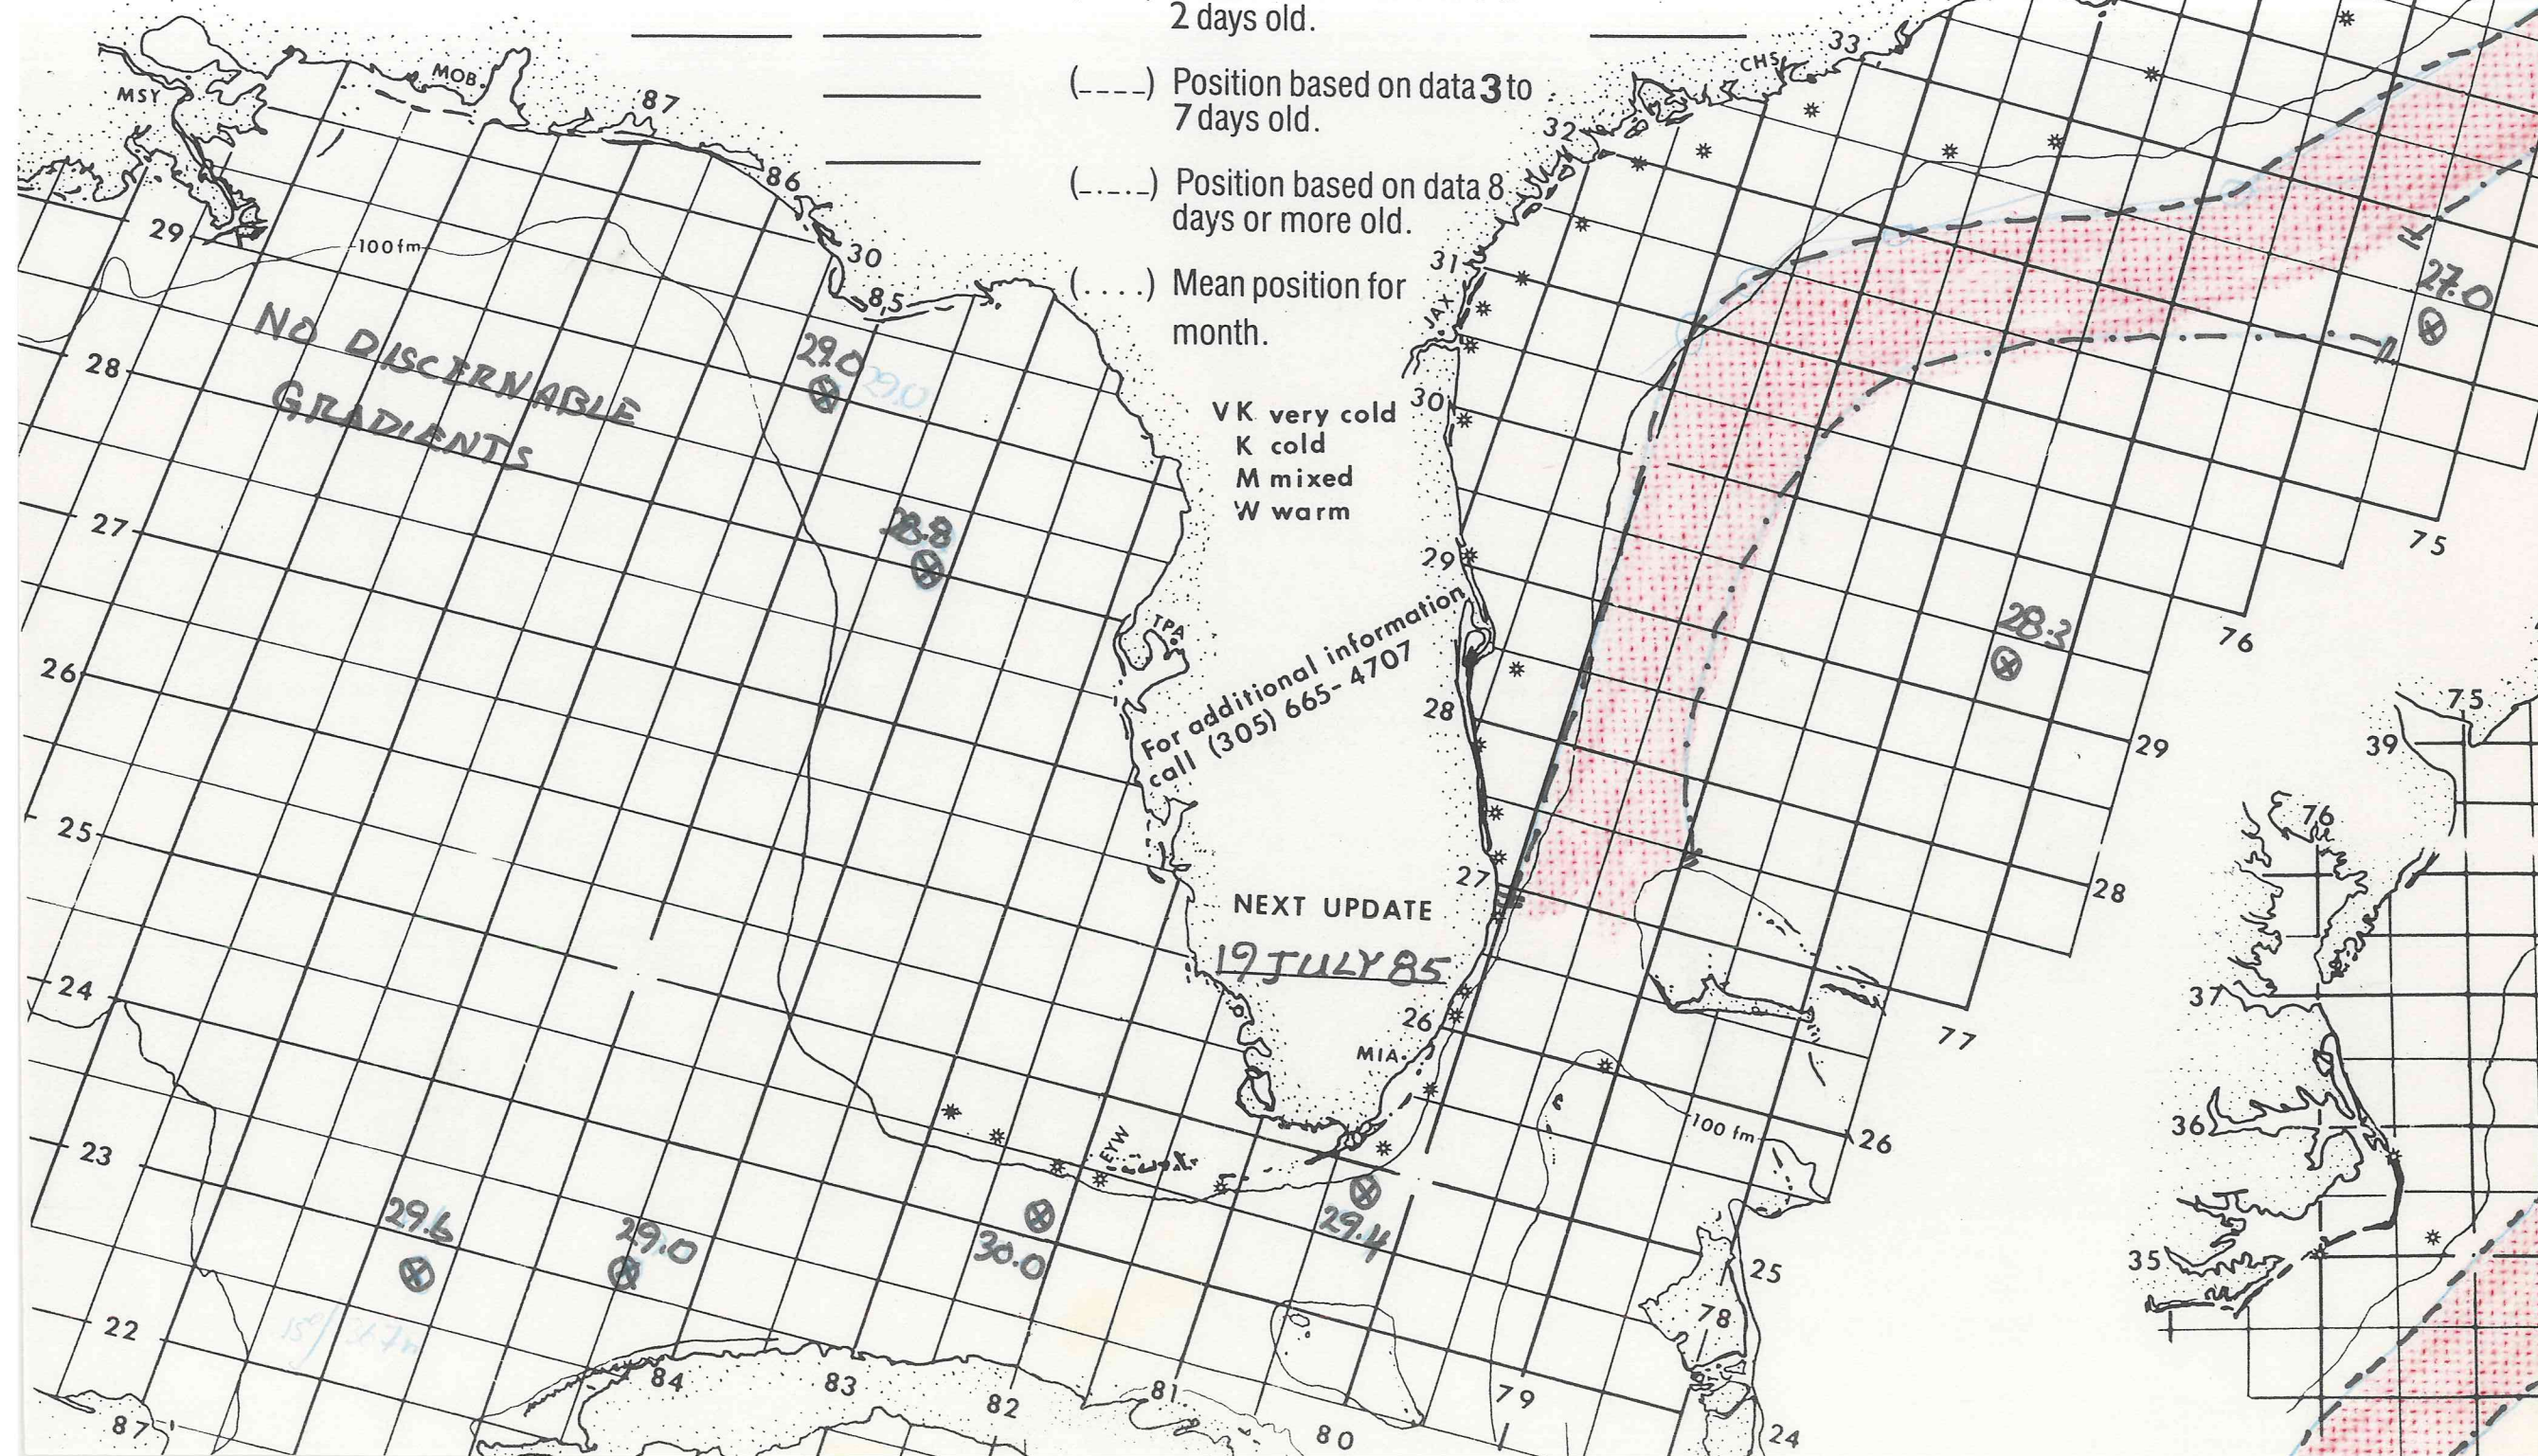 2 days old.
(----) Position based on data 3 to
7 days old.
(-.-.-) Position based on data 8
days or more old.
(....) Mean position for
month.
VK very cold
K cold
M mixed
W warm
For additional information
call (305) 665-4707
NEXT UPDATE
19 JULY 85
NO DISCERNABLE
GRADIENTS
MSY
MOB
87
86
30
85
29
100 fm
28
27
26
25
24
23
22
87
84
83
82
81
80
79
78
24
25
26
77
28
29
76
75
33
CHS
32
31
JAX
30
29
28
27
26
MIA
TPA
EYW
100 fm
29.0
29.0
28.8
29.6
29.0
30.0
29.4
28.3
27.0
75
39
76
37
36
35